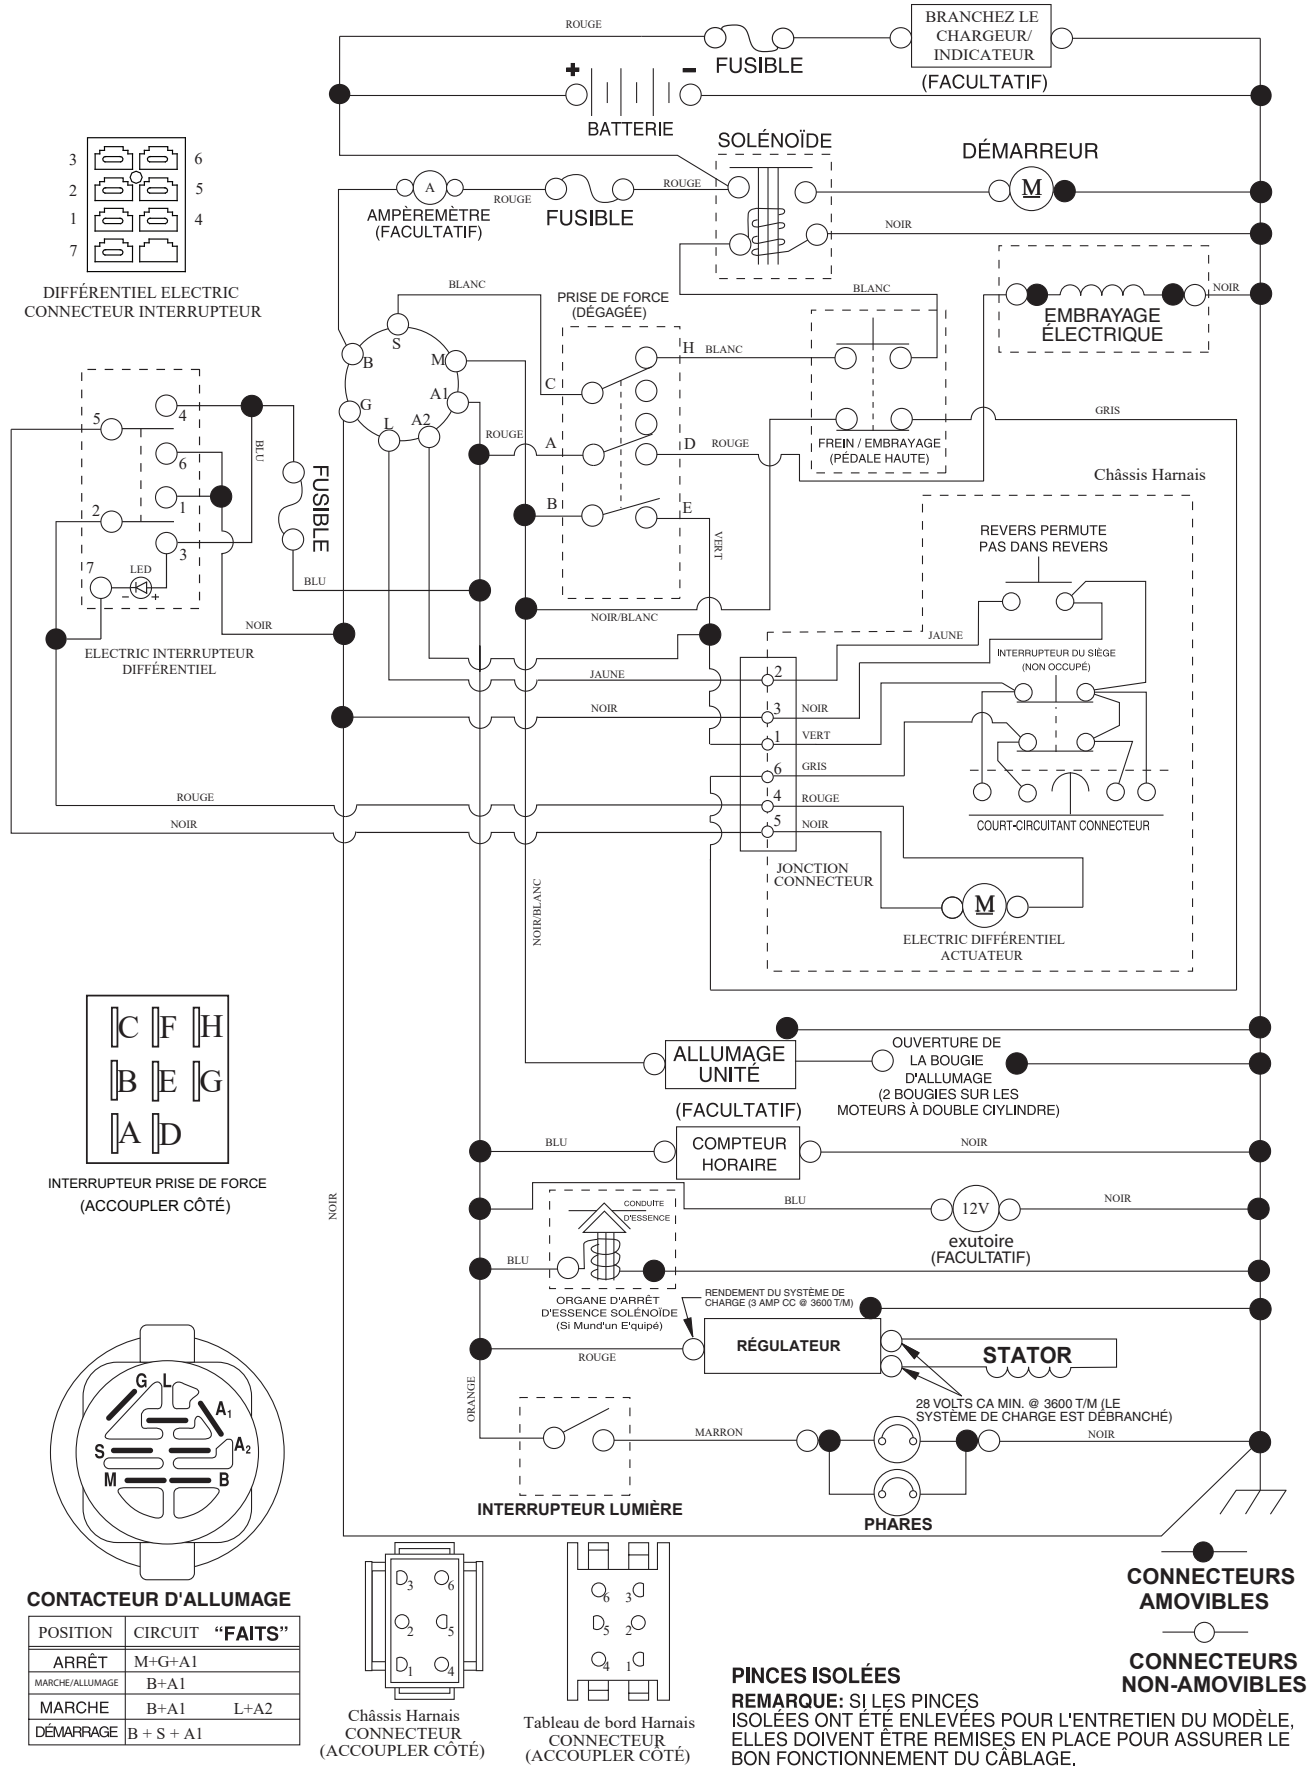 ROUGE
FUSIBLE
BRANCHEZ LE
CHARGEUR/
INDICATEUR
(FACULTATIF)
+
-
BATTERIE
SOLÉNOÏDE
DÉMARREUR
M
3
6
2
5
1
4
7
DIFFÉRENTIEL ELECTRIC
CONNECTEUR INTERRUPTEUR
A
AMPÈREMÈTRE
(FACULTATIF)
ROUGE
FUSIBLE
ROUGE
NOIR
BLANC
BLANC
PRISE DE FORCE
(DÉGAGÉE)
EMBRAYAGE
ÉLECTRIQUE
NOIR
S
B
M
G
A1
L
A2
C
H
BLANC
A
D
ROUGE
ROUGE
B
E
VERT
FREIN / EMBRAYAGE
(PÉDALE HAUTE)
GRIS
Châssis Harnais
5
4
6
1
2
3
7
LED
-
+
BLU
FUSIBLE
BLU
NOIR
ELECTRIC INTERRUPTEUR
DIFFÉRENTIEL
NOIR/BLANC
REVERS PERMUTE
PAS DANS REVERS
JAUNE
INTERRUPTEUR DU SIÈGE
(NON OCCUPÉ)
JAUNE
2
NOIR
3
NOIR
1
VERT
6
GRIS
ROUGE
4
ROUGE
NOIR
5
NOIR
COURT-CIRCUITANT CONNECTEUR
JONCTION
CONNECTEUR
NOIR/BLANC
M
ELECTRIC DIFFÉRENTIEL
ACTUATEUR
C F H
B E G
A D
INTERRUPTEUR PRISE DE FORCE
(ACCOUPLER CÔTÉ)
NOIR
ALLUMAGE
UNITÉ
OUVERTURE DE
LA BOUGIE
D'ALLUMAGE
(2 BOUGIES SUR LES
MOTEURS À DOUBLE CIYLINDRE)
(FACULTATIF)
BLU
COMPTEUR
HORAIRE
NOIR
BLU
12V
NOIR
exutoire
(FACULTATIF)
CONDUITE
D'ESSENCE
BLU
ORGANE D'ARRÊT
D'ESSENCE SOLÉNOÏDE
(Si Mund'un E'quipé)
RENDEMENT DU SYSTÈME DE
CHARGE (3 AMP CC @ 3600 T/M)
ROUGE
RÉGULATEUR
STATOR
28 VOLTS CA MIN. @ 3600 T/M (LE
SYSTÈME DE CHARGE EST DÉBRANCHÉ)
ORANGE
MARRON
NOIR
INTERRUPTEUR LUMIÈRE
PHARES
G
L
A1
S
A2
M
B
CONTACTEUR D'ALLUMAGE
POSITION CIRCUIT “FAITS”
ARRÊT M+G+A1
MARCHE/ALLUMAGE B+A1
MARCHE B+A1 L+A2
DÉMARRAGE B + S + A1
3 6
2 5
1 4
Châssis Harnais
CONNECTEUR
(ACCOUPLER CÔTÉ)
6 3
5 2
4 1
Tableau de bord Harnais
CONNECTEUR
(ACCOUPLER CÔTÉ)
CONNECTEURS
AMOVIBLES
CONNECTEURS
NON-AMOVIBLES
PINCES ISOLÉES
REMARQUE: SI LES PINCES
ISOLÉES ONT ÉTÉ ENLEVÉES POUR L'ENTRETIEN DU MODÈLE,
ELLES DOIVENT ÊTRE REMISES EN PLACE POUR ASSURER LE
BON FONCTIONNEMENT DU CÂBLAGE,